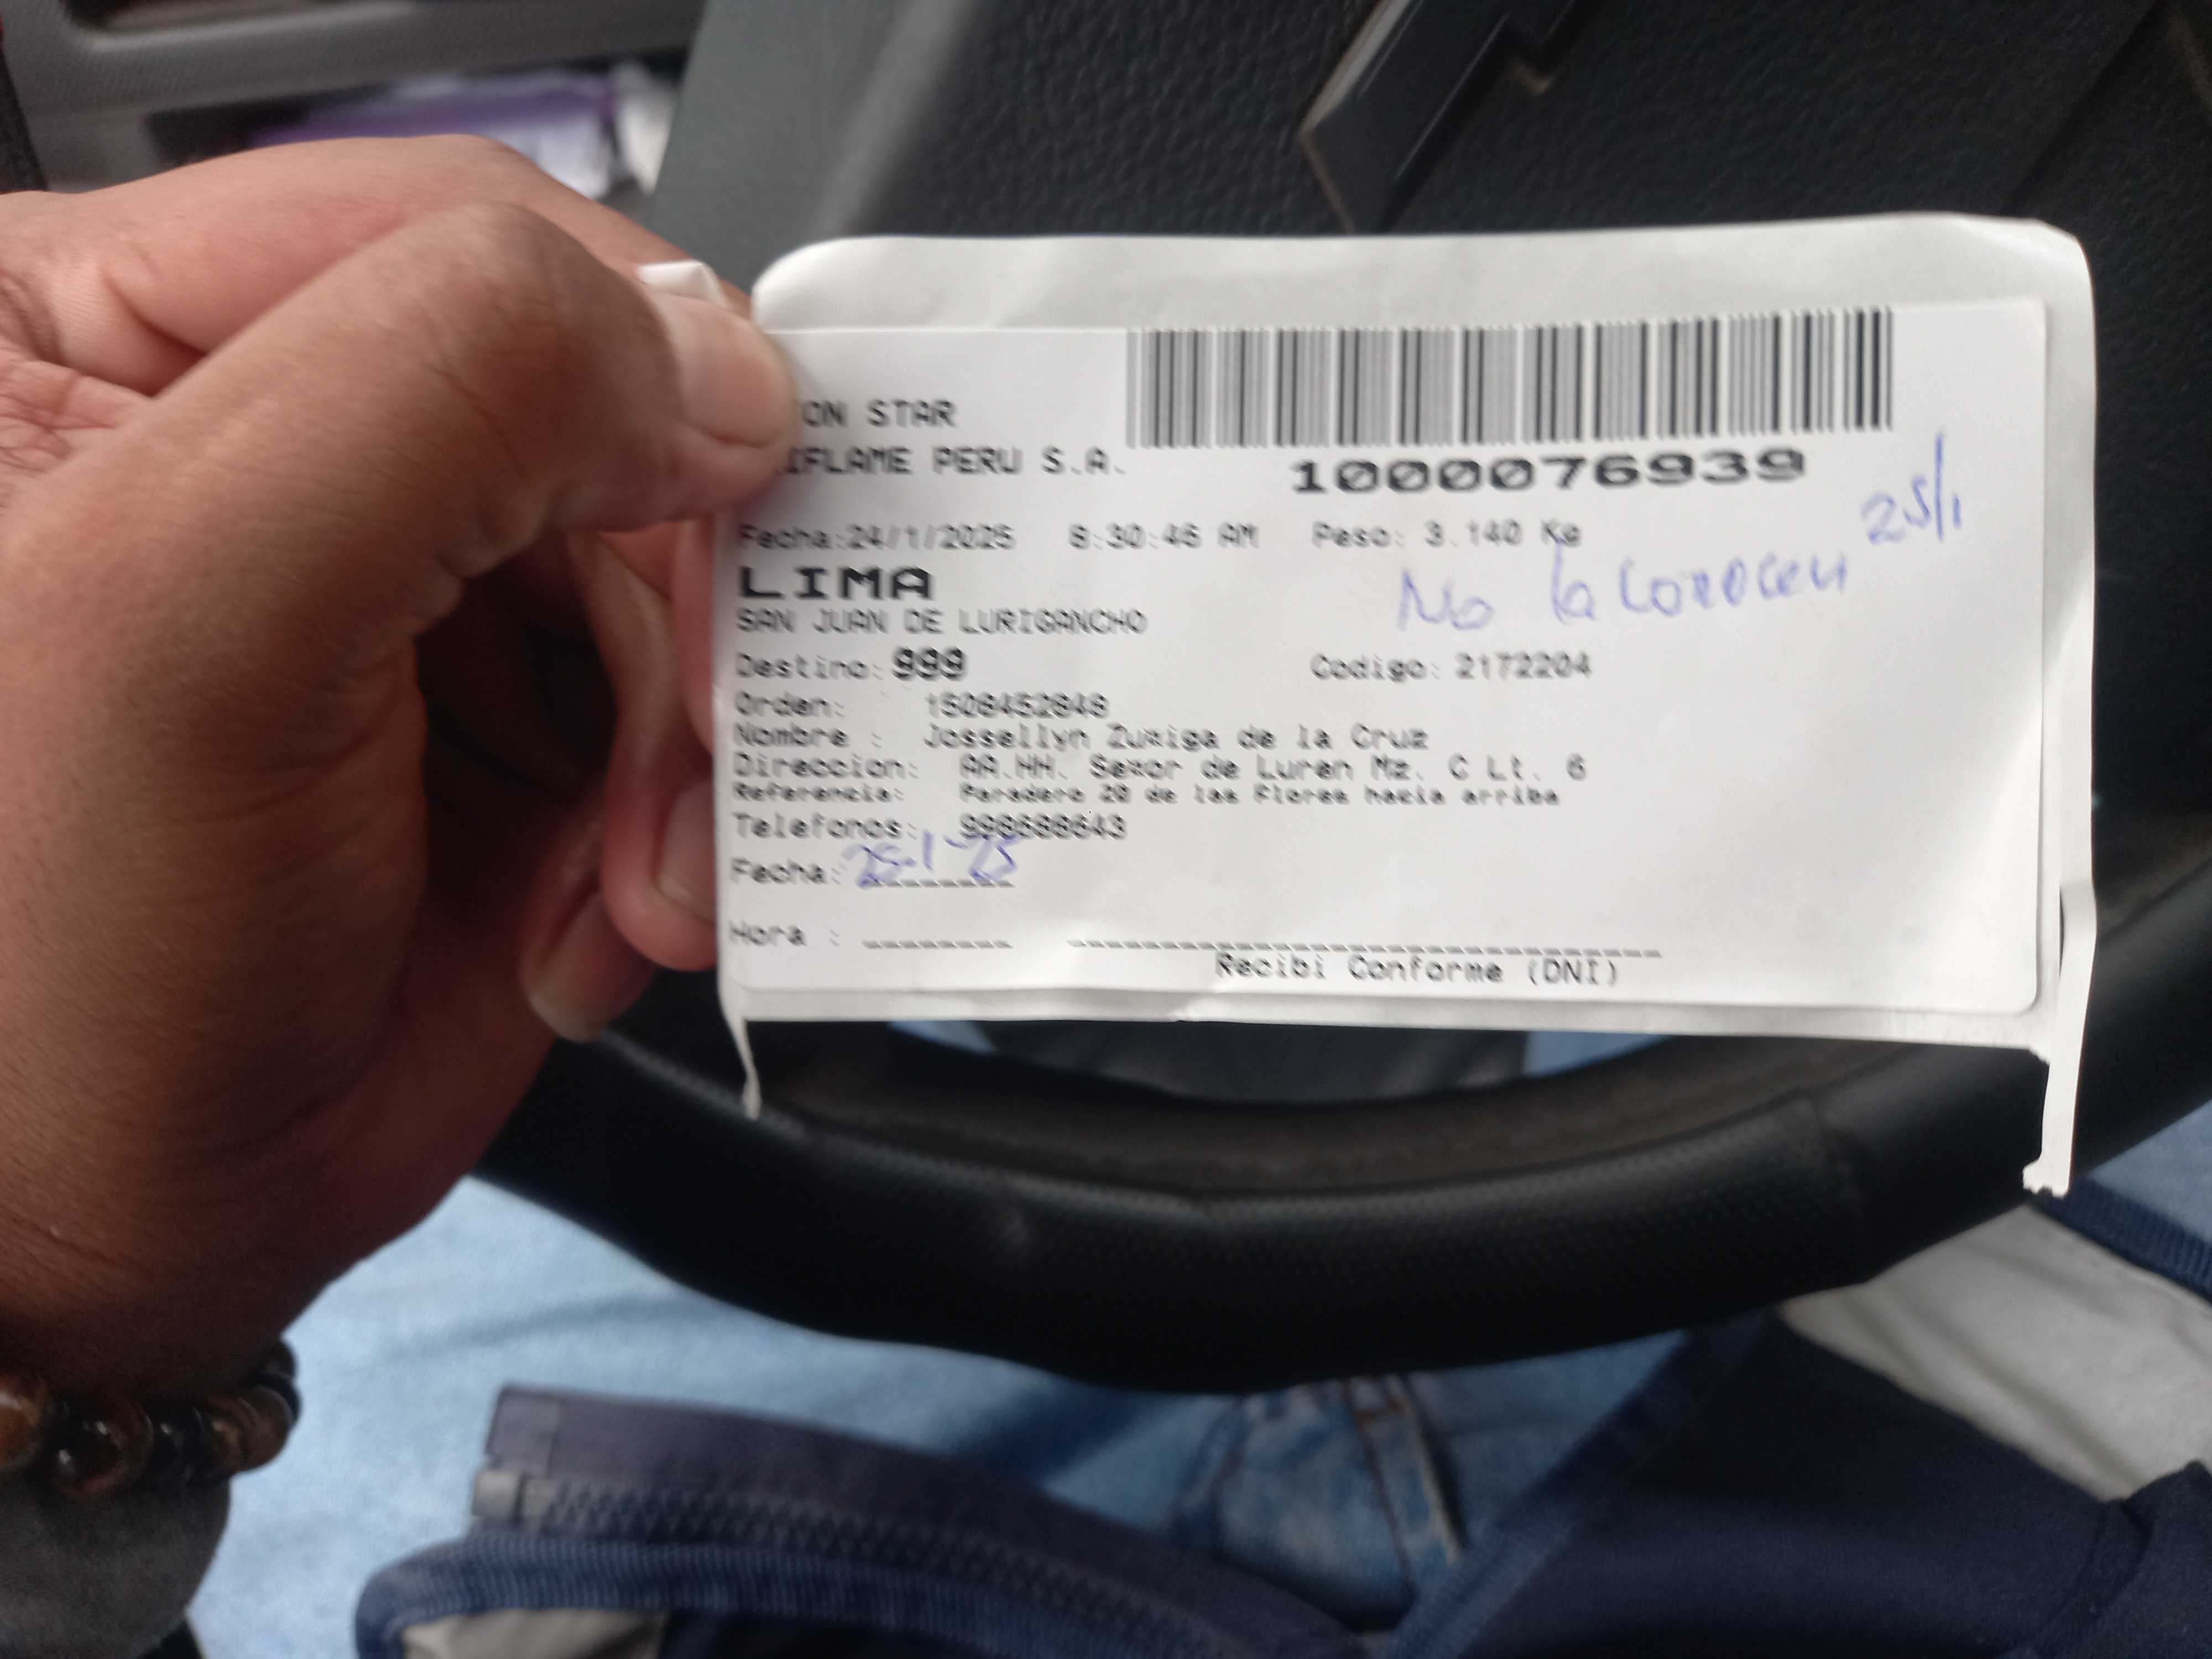 ON STAR
IFLAME PERU S.A.
1000076939
Fecha:24/1/2025 8:30:46 AM Peso: 3.140 Kg
25/1
LIMA
No la conocen
SAN JUAN DE LURIGANCHO
Destino: 999 Codigo: 2172204
Orden: 1508452848
Nombre : Jossellyn Zuxiga de la Cruz
Direccion: AA.HH. Sexor de Luren Mz. C Lt. 6
Referencia: Paradero 20 de las Flores hacia arriba
Telefonos: 998688643
Fecha: 25-1-25
Hora :
Recibi Conforme (DNI)